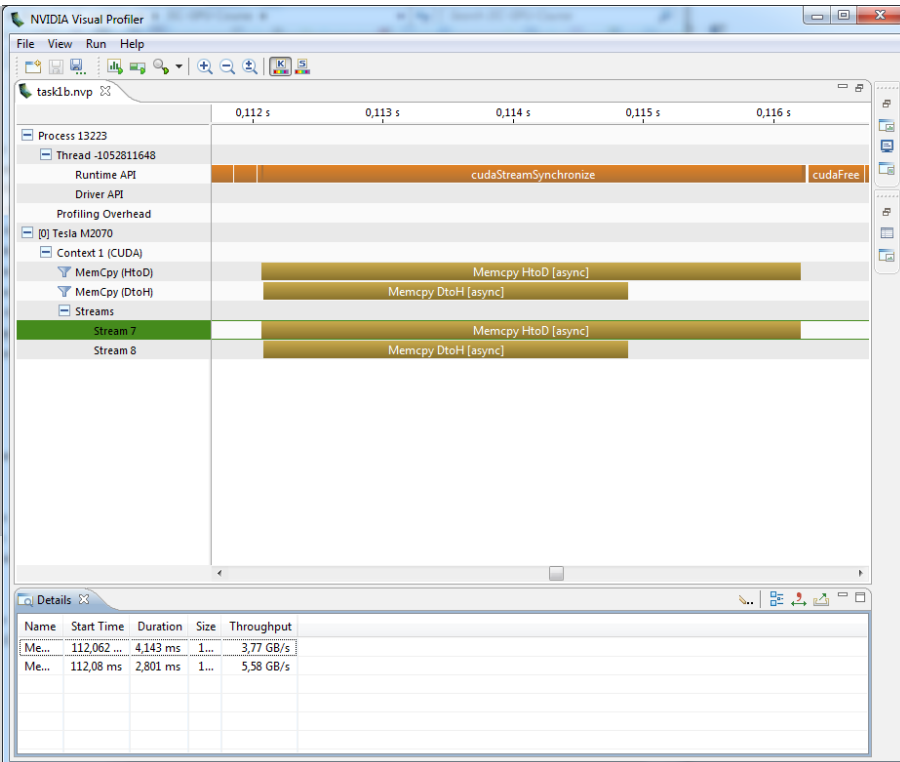 NVIDIA Visual Profiler
File View Run Help
K S
task1b.nvp
0,112 s 0,113 s 0,114 s 0,115 s 0,116 s
Process 13223
Thread -1052811648
Runtime API cudaStreamSynchronize cudaFree
Driver API
Profiling Overhead
[0] Tesla M2070
Context 1 (CUDA)
MemCpy (HtoD) Memcpy HtoD [async]
MemCpy (DtoH) Memcpy DtoH [async]
Streams
Stream 7 Memcpy HtoD [async]
Stream 8 Memcpy DtoH [async]
Details
Name Start Time Duration Size Throughput
Me... 112,062 ... 4,143 ms 1... 3,77 GB/s
Me... 112,08 ms 2,801 ms 1... 5,58 GB/s